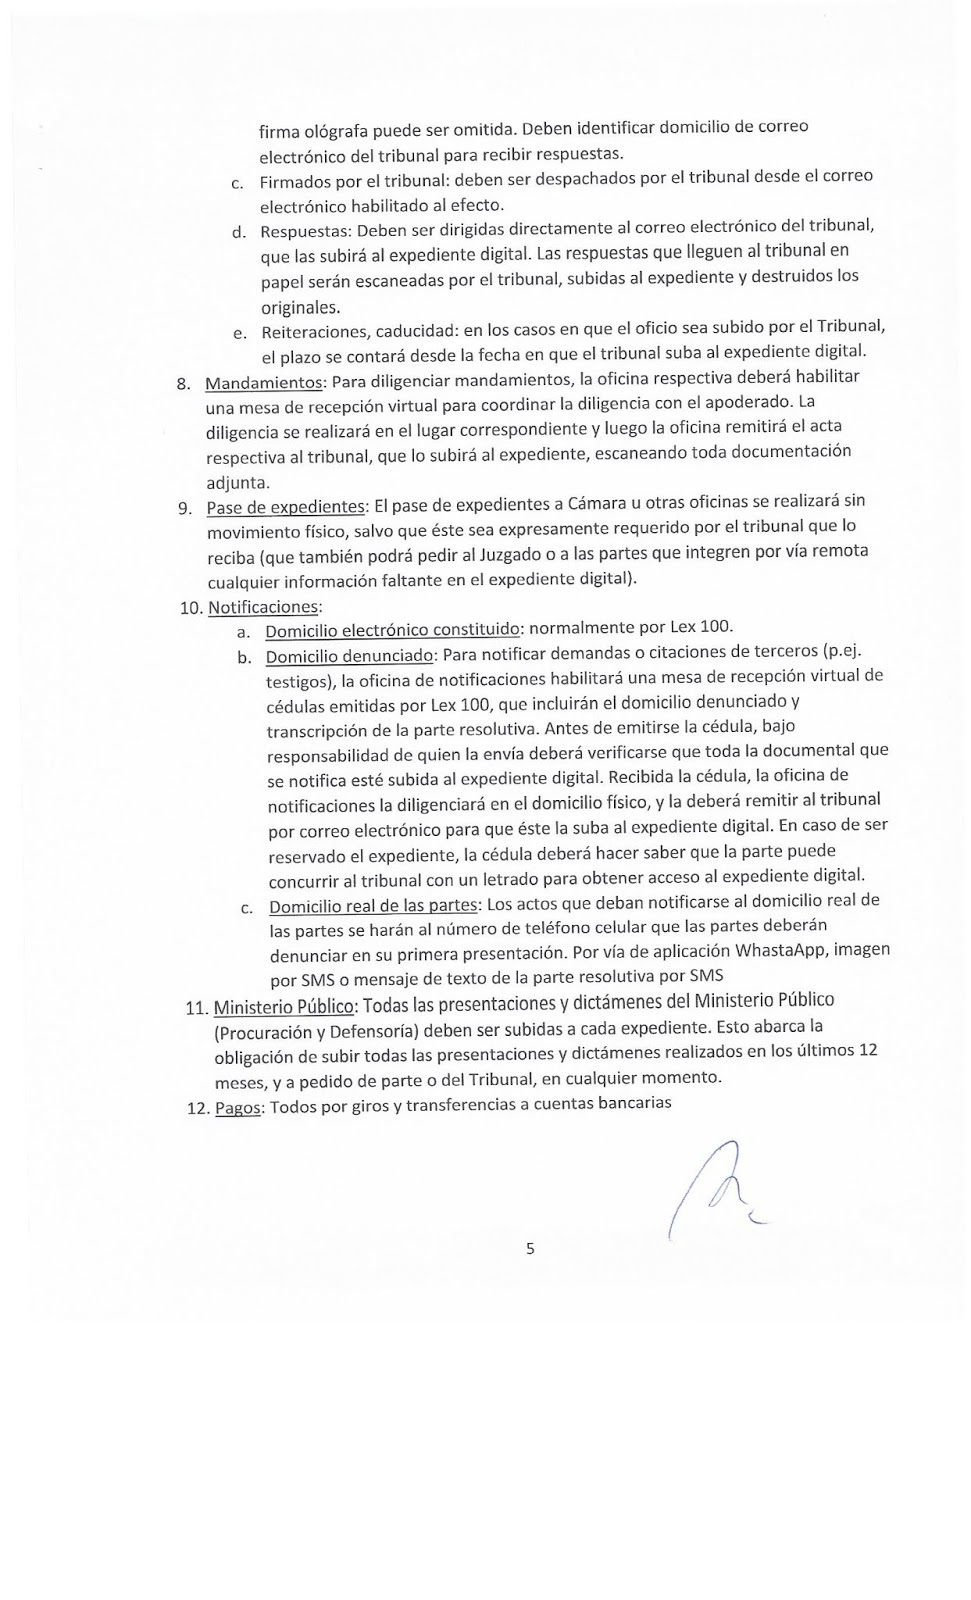 firma ológrafa puede ser omitida. Deben identificar domicilio de correo
electrónico del tribunal para recibir respuestas.
c. Firmados por el tribunal: deben ser despachados por el tribunal desde el correo
electrónico habilitado al efecto.
d. Respuestas: Deben ser dirigidas directamente al correo electrónico del tribunal,
que las subirá al expediente digital. Las respuestas que lleguen al tribunal en
papel serán escaneadas por el tribunal, subidas al expediente y destruidos los
originales.
e. Reiteraciones, caducidad: en los casos en que el oficio sea subido por el Tribunal,
el plazo se contará desde la fecha en que el tribunal suba al expediente digital.
8. Mandamientos: Para diligenciar mandamientos, la oficina respectiva deberá habilitar
una mesa de recepción virtual para coordinar la diligencia con el apoderado. La
diligencia se realizará en el lugar correspondiente y luego la oficina remitirá el acta
respectiva al tribunal, que lo subirá al expediente, escaneando toda documentación
adjunta.
9. Pase de expedientes: El pase de expedientes a Cámara u otras oficinas se realizará sin
movimiento físico, salvo que éste sea expresamente requerido por el tribunal que lo
reciba (que también podrá pedir al Juzgado o a las partes que integren por vía remota
cualquier información faltante en el expediente digital).
10. Notificaciones:
a. Domicilio electrónico constituido: normalmente por Lex 100.
b. Domicilio denunciado: Para notificar demandas o citaciones de terceros (p.ej.
testigos), la oficina de notificaciones habilitará una mesa de recepción virtual de
cédulas emitidas por Lex 100, que incluirán el domicilio denunciado y
transcripción de la parte resolutiva. Antes de emitirse la cédula, bajo
responsabilidad de quien la envía deberá verificarse que toda la documental que
se notifica esté subida al expediente digital. Recibida la cédula, la oficina de
notificaciones la diligenciará en el domicilio físico, y la deberá remitir al tribunal
por correo electrónico para que éste la suba al expediente digital. En caso de ser
reservado el expediente, la cédula deberá hacer saber que la parte puede
concurrir al tribunal con un letrado para obtener acceso al expediente digital.
c. Domicilio real de las partes: Los actos que deban notificarse al domicilio real de
las partes se harán al número de teléfono celular que las partes deberán
denunciar en su primera presentación. Por vía de aplicación WhastaApp, imagen
por SMS o mensaje de texto de la parte resolutiva por SMS
11. Ministerio Público: Todas las presentaciones y dictámenes del Ministerio Público
(Procuración y Defensoría) deben ser subidas a cada expediente. Esto abarca la
obligación de subir todas las presentaciones y dictámenes realizados en los últimos 12
meses, y a pedido de parte o del Tribunal, en cualquier momento.
12. Pagos: Todos por giros y transferencias a cuentas bancarias
5